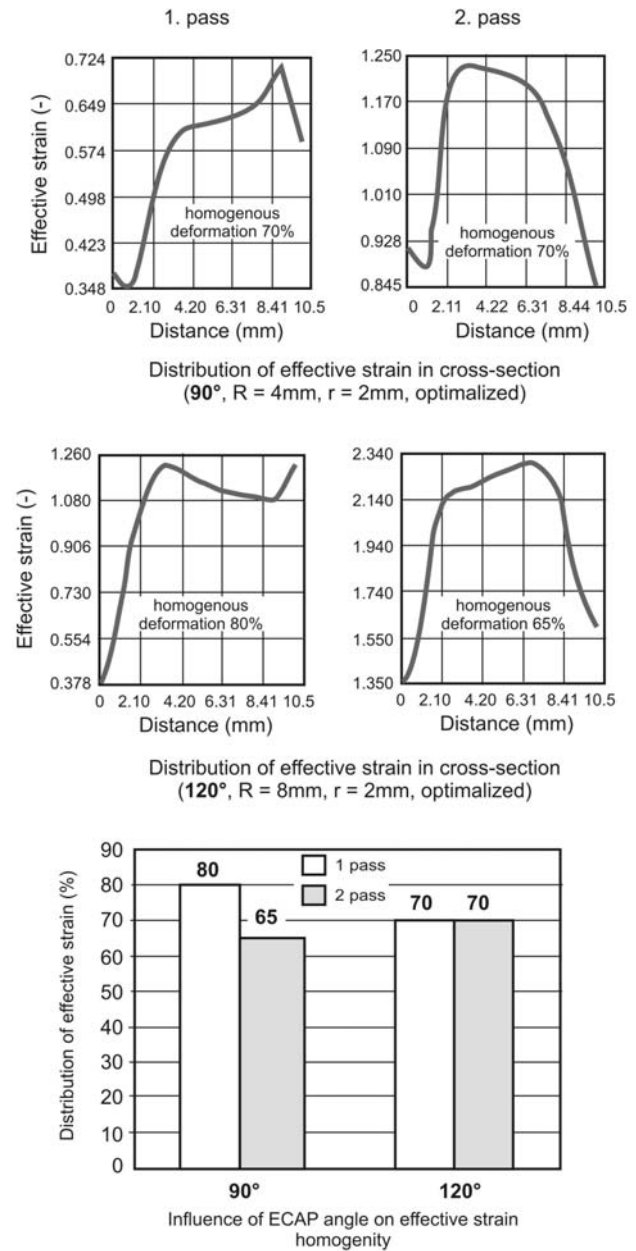 1. pass
2. pass
Effective strain (-)
0.724
0.649
0.574
0.498
0.423
0.348
homogenous
deformation 70%
0 2.10 4.20 6.31 8.41 10.5
Distance (mm)
1.250
1.170
1.090
1.010
0.928
0.845
homogenous
deformation 70%
0 2.11 4.22 6.31 8.44 10.5
Distance (mm)
Distribution of effective strain in cross-section
(90°, R = 4mm, r = 2mm, optimalized)
Effective strain (-)
1.260
1.080
0.906
0.730
0.554
0.378
homogenous
deformation 80%
0 2.10 4.20 6.31 8.41 10.5
Distance (mm)
2.340
2.140
1.940
1.740
1.550
1.350
homogenous
deformation 65%
0 2.10 4.20 6.31 8.41 10.5
Distance (mm)
Distribution of effective strain in cross-section
(120°, R = 8mm, r = 2mm, optimalized)
Distribution of effective strain (%)
90
80
70
60
50
40
30
20
10
0
1 pass
2 pass
80
65
70
70
90°
120°
Influence of ECAP angle on effective strain
homogenity